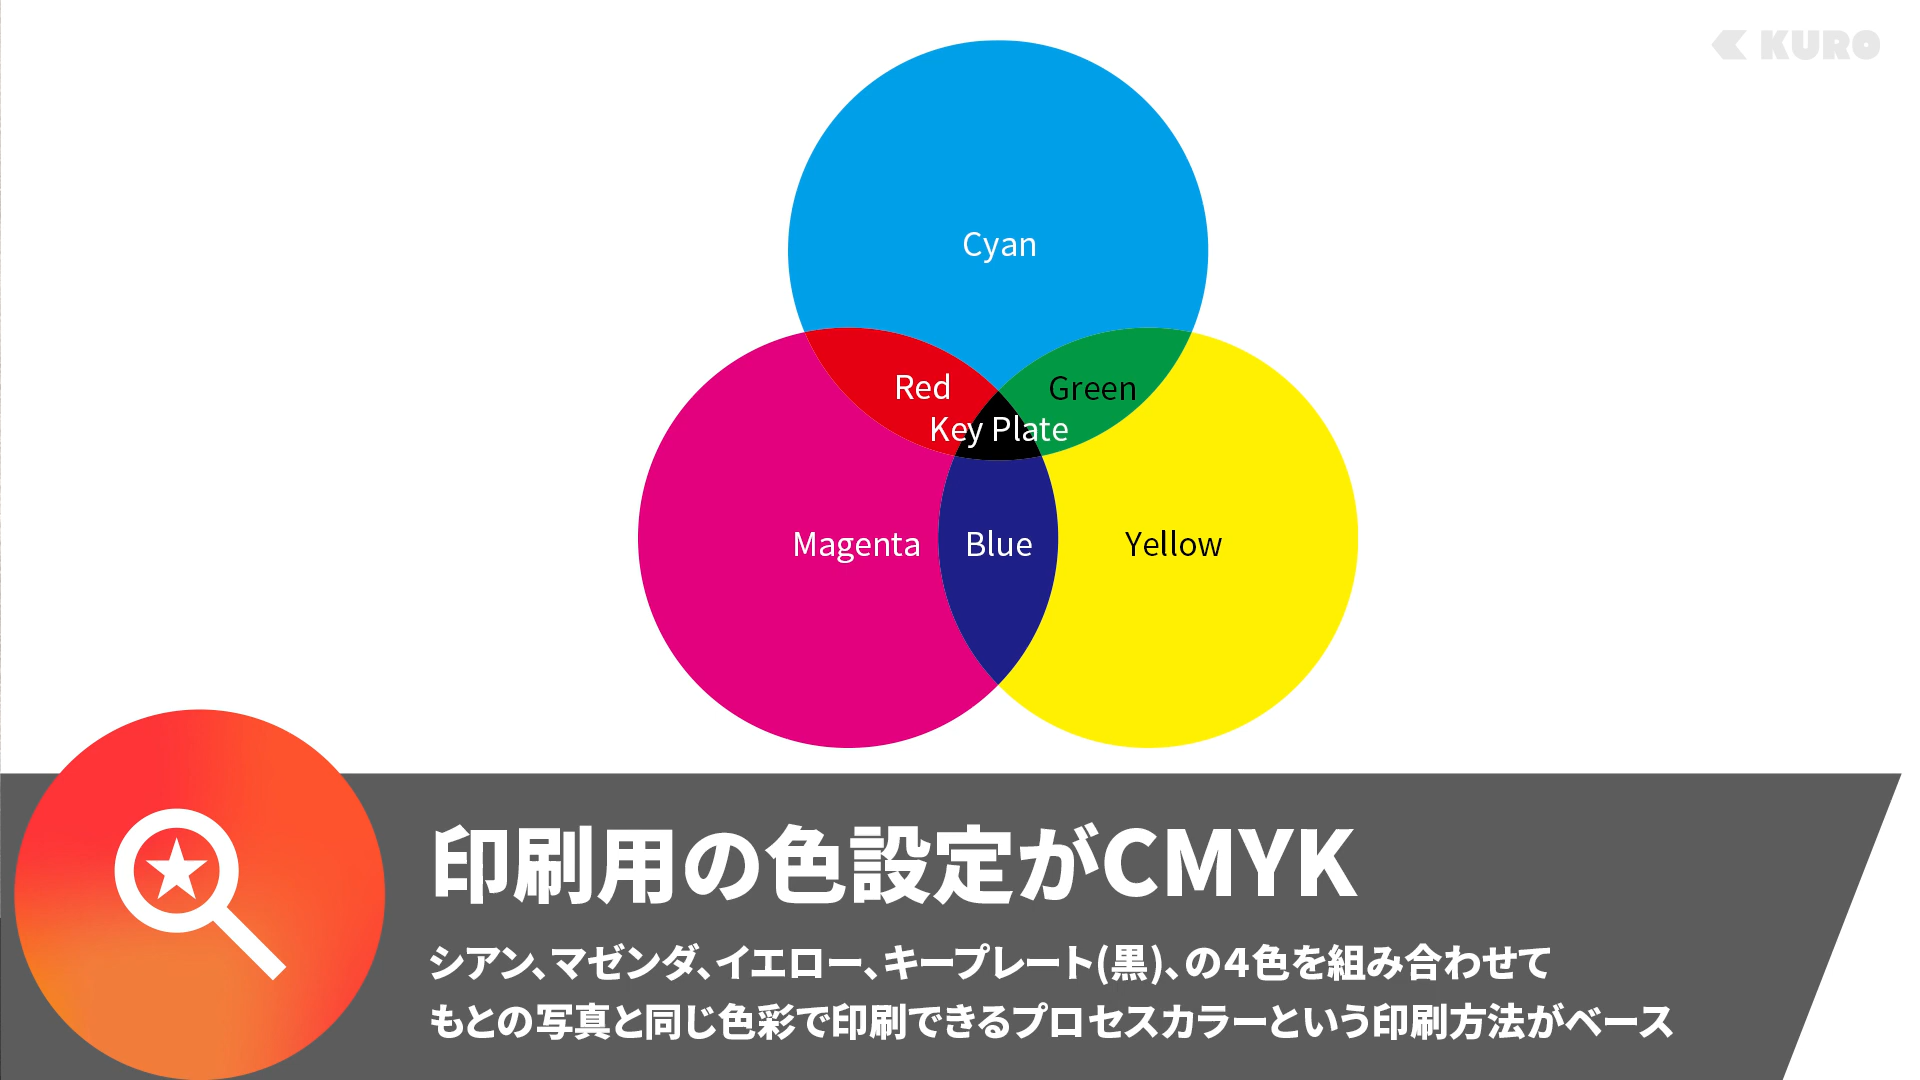 KURO
Cyan
Red
Green
Key Plate
Magenta
Blue
Yellow
印刷用の色設定がCMYK
シアン、マゼンダ、イエロー、キープレート(黒)、の4色を組み合わせて
もとの写真と同じ色彩で印刷できるプロセスカラーという印刷方法がベース